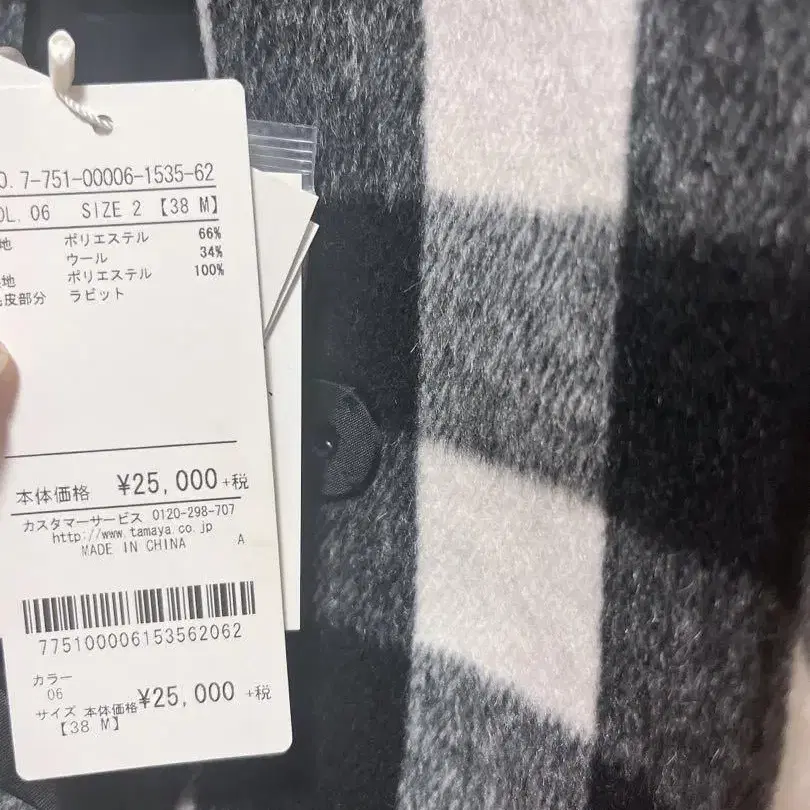 7-751-00006-1535-62
06 SIZE 2 【38 M】
地 ポリエステル 66%
ウール 34%
地 ポリエステル 100%
皮部分 ラビット
本体価格 ¥25,000+税
カスタマーサービス 0120-298-707
http://www.tamaya.co.jp
MADE IN CHINA A
775100006153562062
カラー
06
サイズ 本体価格 ¥25,000 +税
【38 M】